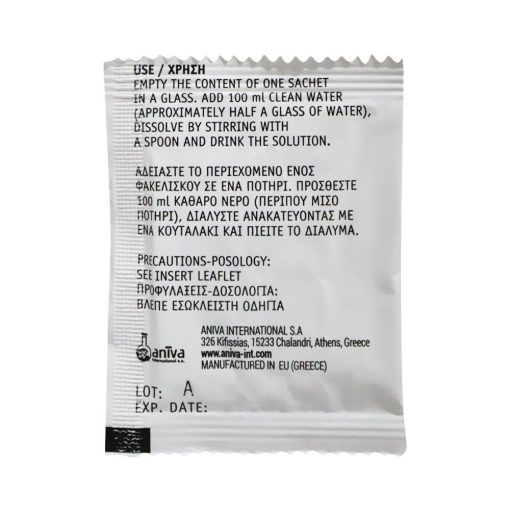 USE / ΧΡΗΣΗ
EMPTY THE CONTENT OF ONE SACHET
IN A GLASS. ADD 100 ml CLEAN WATER
(APPROXIMATELY HALF A GLASS OF WATER),
DISSOLVE BY STIRRING WITH
A SPOON AND DRINK THE SOLUTION.
ΑΔΕΙΑΣΤΕ ΤΟ ΠΕΡΙΕΧΟΜΕΝΟ ΕΝΟΣ
ΦΑΚΕΛΙΣΚΟΥ ΣΕ ΕΝΑ ΠΟΤΗΡΙ. ΠΡΟΣΘΕΣΤΕ
100 ml ΚΑΘΑΡΟ ΝΕΡΟ (ΠΕΡΙΠΟΥ ΜΙΣΟ
ΠΟΤΗΡΙ), ΔΙΑΛΥΣΤΕ ΑΝΑΚΑΤΕΥΟΝΤΑΣ ΜΕ
ΕΝΑ ΚΟΥΤΑΛΑΚΙ ΚΑΙ ΠΙΕΙΤΕ ΤΟ ΔΙΑΛΥΜΑ.
PRECAUTIONS-POSOLOGY:
SEE INSERT LEAFLET
ΠΡΟΦΥΛΑΞΕΙΣ-ΔΟΣΟΛΟΓΙΑ:
ΒΛΕΠΕ ΕΣΩΚΛΕΙΣΤΗ ΟΔΗΓΙΑ
aniva
international s.a.
ANIVA INTERNATIONAL S.A
326 Kifissias, 15233 Chalandri, Athens, Greece
www.aniva-int.com
MANUFACTURED IN EU (GREECE)
LOT: A
EXP. DATE: